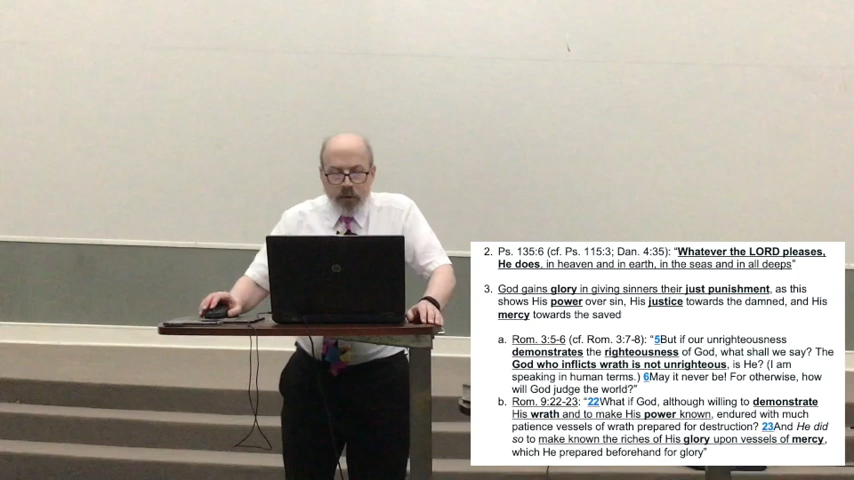 2. Ps. 135:6 (cf. Ps. 115:3; Dan. 4:35): “Whatever the LORD pleases,
He does, in heaven and in earth, in the seas and in all deeps”
3. God gains glory in giving sinners their just punishment, as this
shows His power over sin, His justice towards the damned, and His
mercy towards the saved
a. Rom. 3:5-6 (cf. Rom. 3:7-8): “5But if our unrighteousness
demonstrates the righteousness of God, what shall we say? The
God who inflicts wrath is not unrighteous, is He? (I am
speaking in human terms.) 6May it never be! For otherwise, how
will God judge the world?”
b. Rom. 9:22-23: “22What if God, although willing to demonstrate
His wrath and to make His power known, endured with much
patience vessels of wrath prepared for destruction? 23And He did
so to make known the riches of His glory upon vessels of mercy,
which He prepared beforehand for glory”